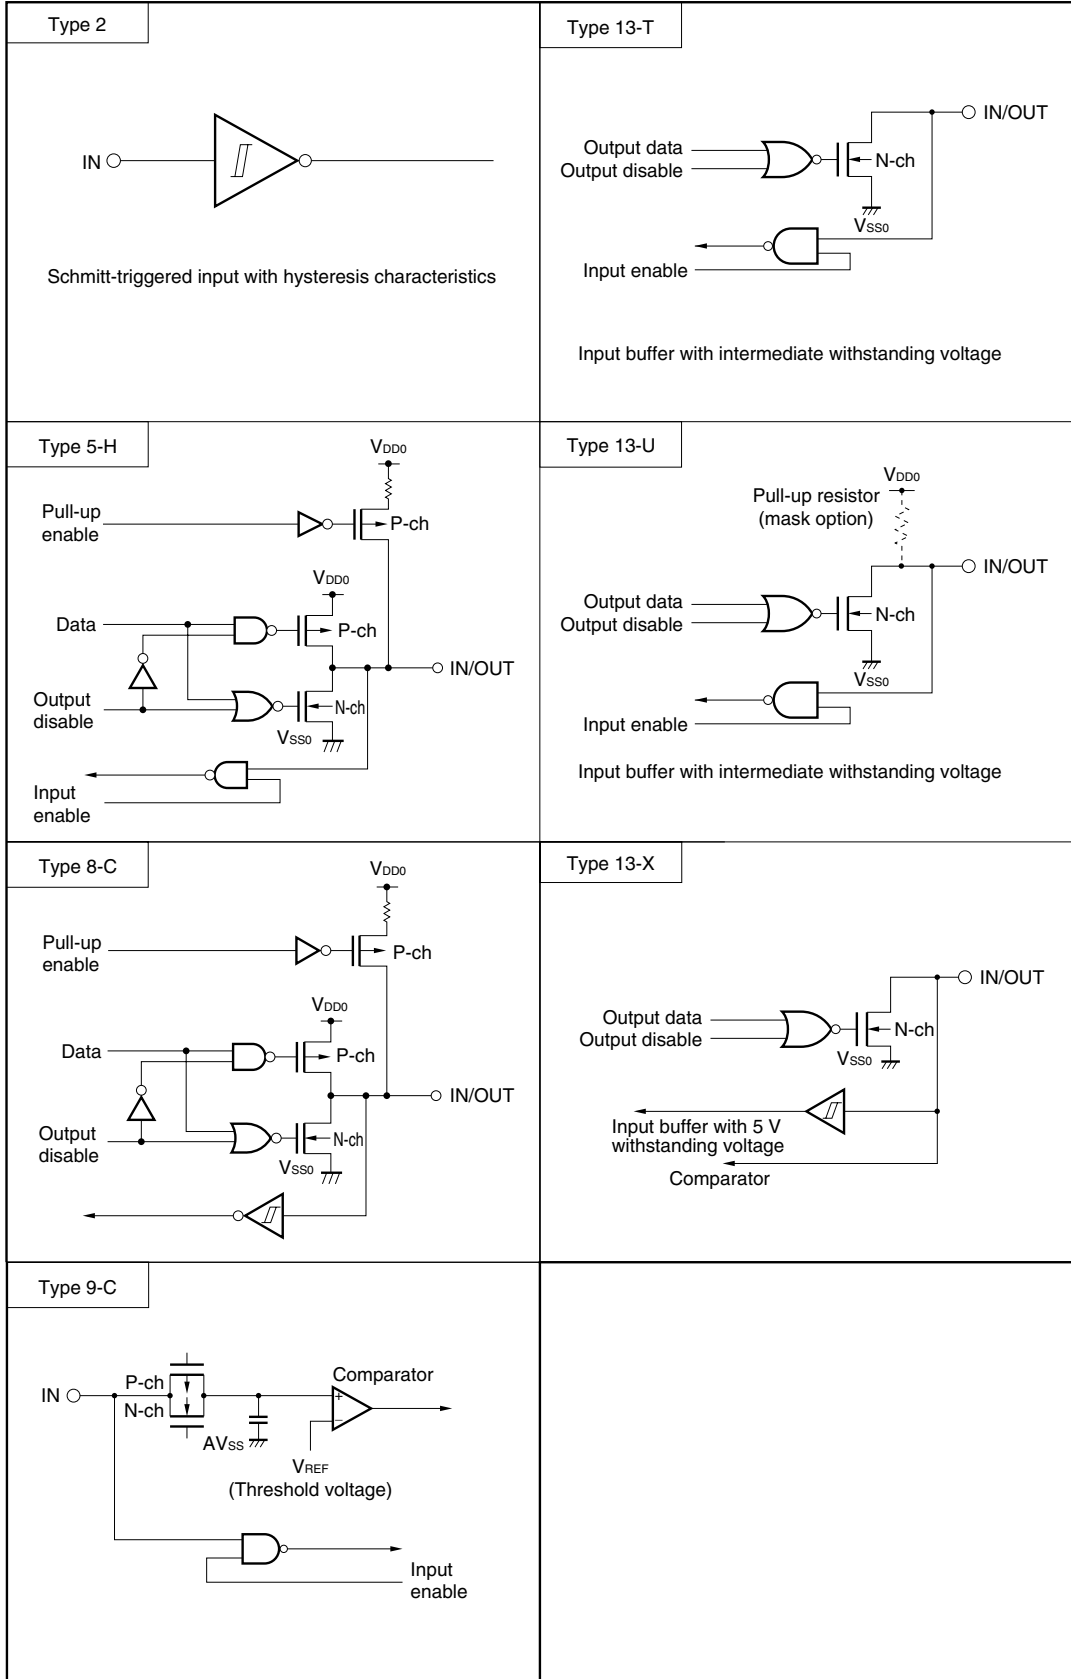 Type 2
IN
Schmitt-triggered input with hysteresis characteristics
Type 13-T
IN/OUT
Output data
Output disable
N-ch
VSS0
Input enable
Input buffer with intermediate withstanding voltage
Type 5-H
VDD0
Pull-up
enable
P-ch
VDD0
Data
P-ch
IN/OUT
Output
disable
N-ch
VSS0
Input
enable
Type 13-U
VDD0
Pull-up resistor
(mask option)
IN/OUT
Output data
Output disable
N-ch
VSS0
Input enable
Input buffer with intermediate withstanding voltage
Type 8-C
VDD0
Pull-up
enable
P-ch
VDD0
Data
P-ch
IN/OUT
Output
disable
N-ch
VSS0
Type 13-X
IN/OUT
Output data
Output disable
N-ch
VSS0
Input buffer with 5 V
withstanding voltage
Comparator
Type 9-C
IN
P-ch
N-ch
Comparator
+
−
AVSS
VREF
(Threshold voltage)
Input
enable